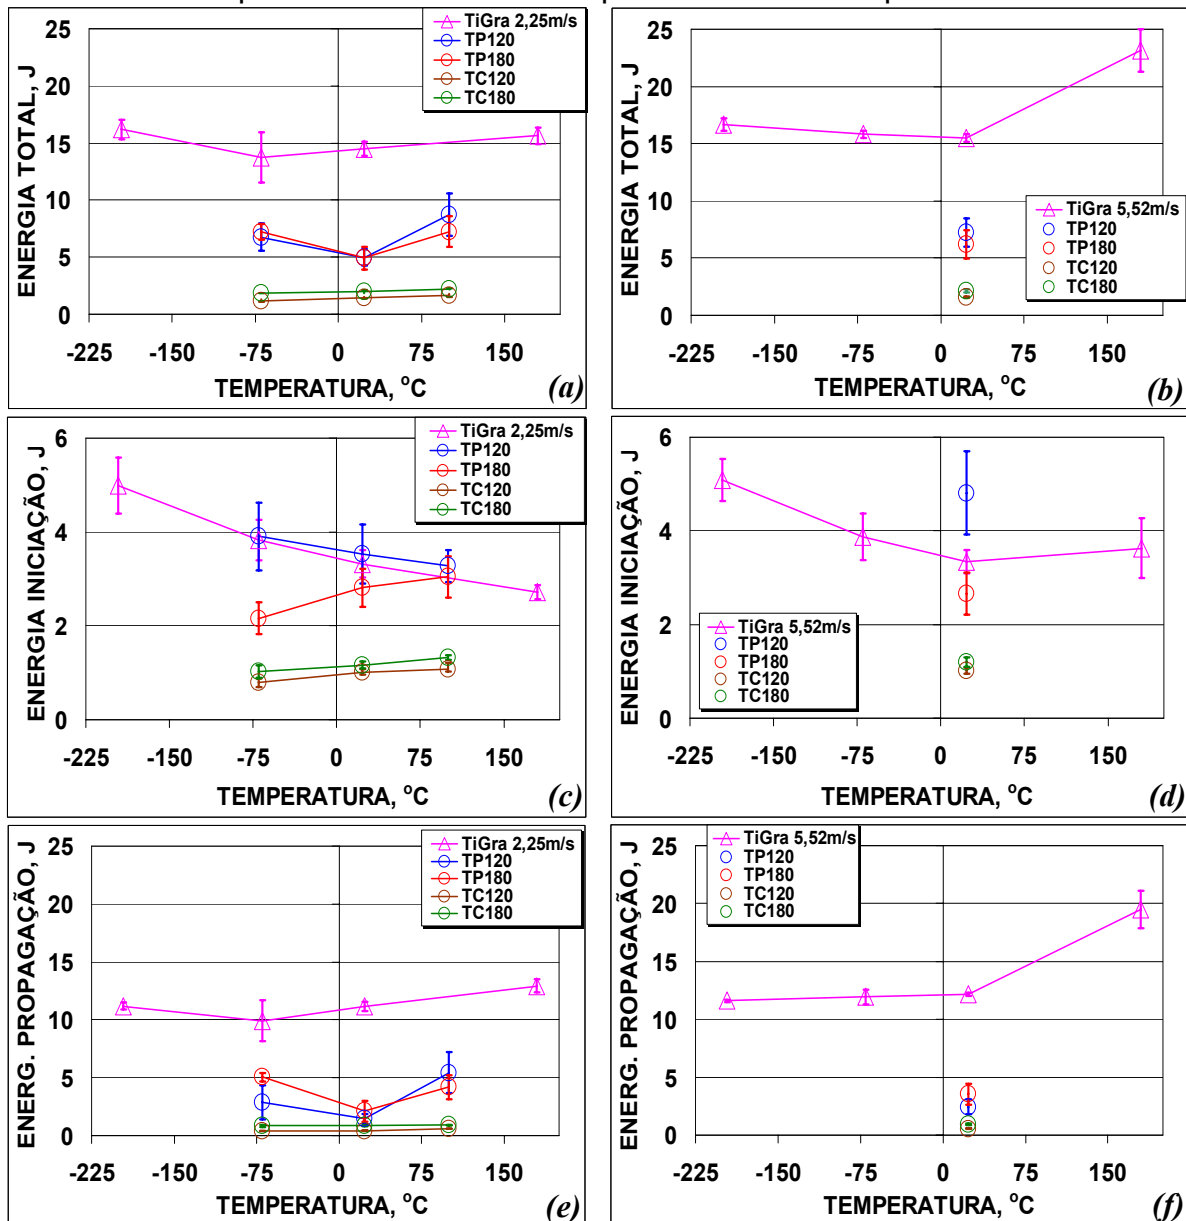 TiGra 2,25m/s
TP120
TP180
TC120
TC180
ENERGIA TOTAL, J
25
20
15
10
5
0
-225 -150 -75 0 75 150
TEMPERATURA, ºC
(a)
TiGra 5,52m/s
TP120
TP180
TC120
TC180
ENERGIA TOTAL, J
25
20
15
10
5
0
-225 -150 -75 0 75 150
TEMPERATURA, ºC
(b)
TiGra 2,25m/s
TP120
TP180
TC120
TC180
ENERGIA INICIAÇÃO, J
6
4
2
0
-225 -150 -75 0 75 150
TEMPERATURA, ºC
(c)
TiGra 5,52m/s
TP120
TP180
TC120
TC180
ENERGIA INICIAÇÃO, J
6
4
2
0
-225 -150 -75 0 75 150
TEMPERATURA, ºC
(d)
TiGra 2,25m/s
TP120
TP180
TC120
TC180
ENERG. PROPAGAÇÃO, J
25
20
15
10
5
0
-225 -150 -75 0 75 150
TEMPERATURA, ºC
(e)
TiGra 5,52m/s
TP120
TP180
TC120
TC180
ENERG. PROPAGAÇÃO, J
25
20
15
10
5
0
-225 -150 -75 0 75 150
TEMPERATURA, ºC
(f)